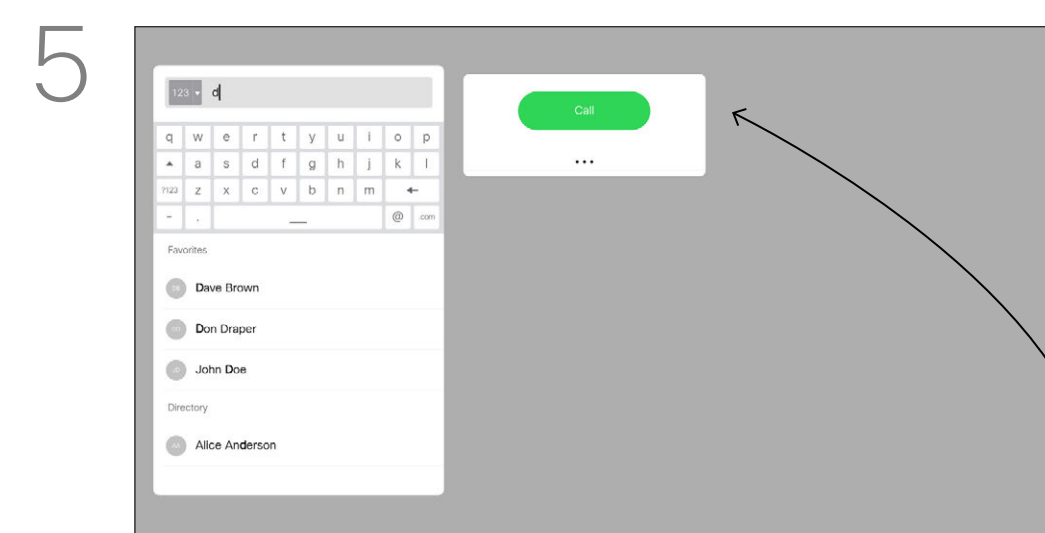 5
123 d
Call
q w e r t y u i o p
a s d f g h j k l
?123 z x c v b n m
- . @ .com
Favorites
Dave Brown
Don Draper
John Doe
Directory
Alice Anderson